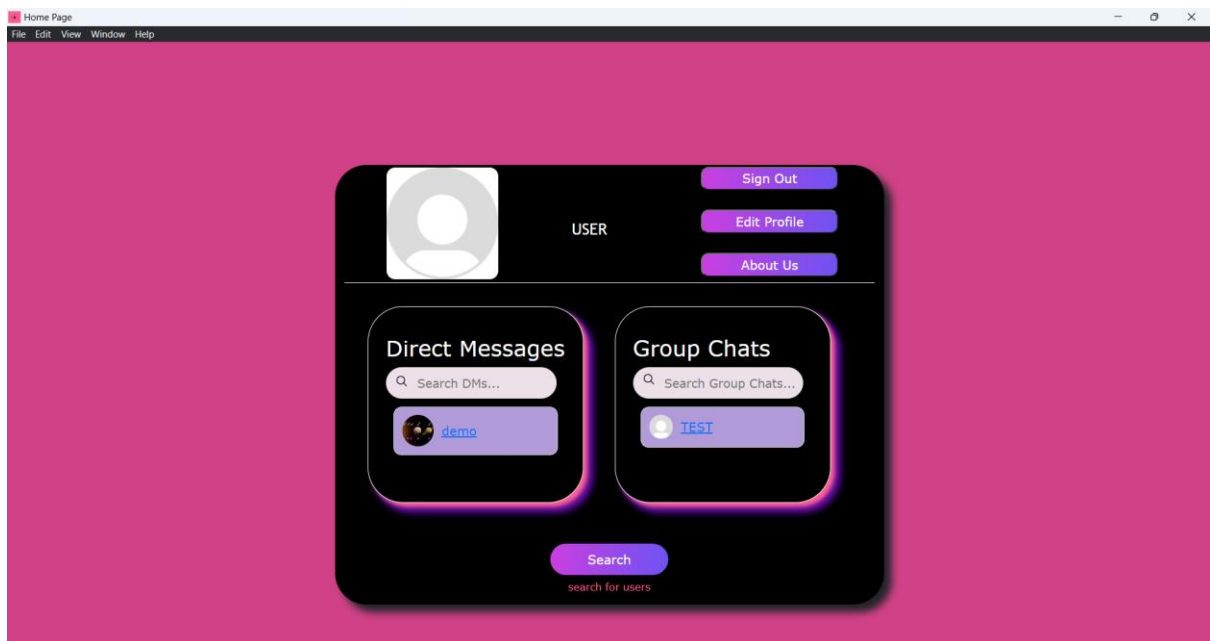 Home Page
File Edit View Window Help
Sign Out
USER
Edit Profile
About Us
Direct Messages
Search DMs...
demo
Group Chats
Search Group Chats...
TEST
Search
search for users